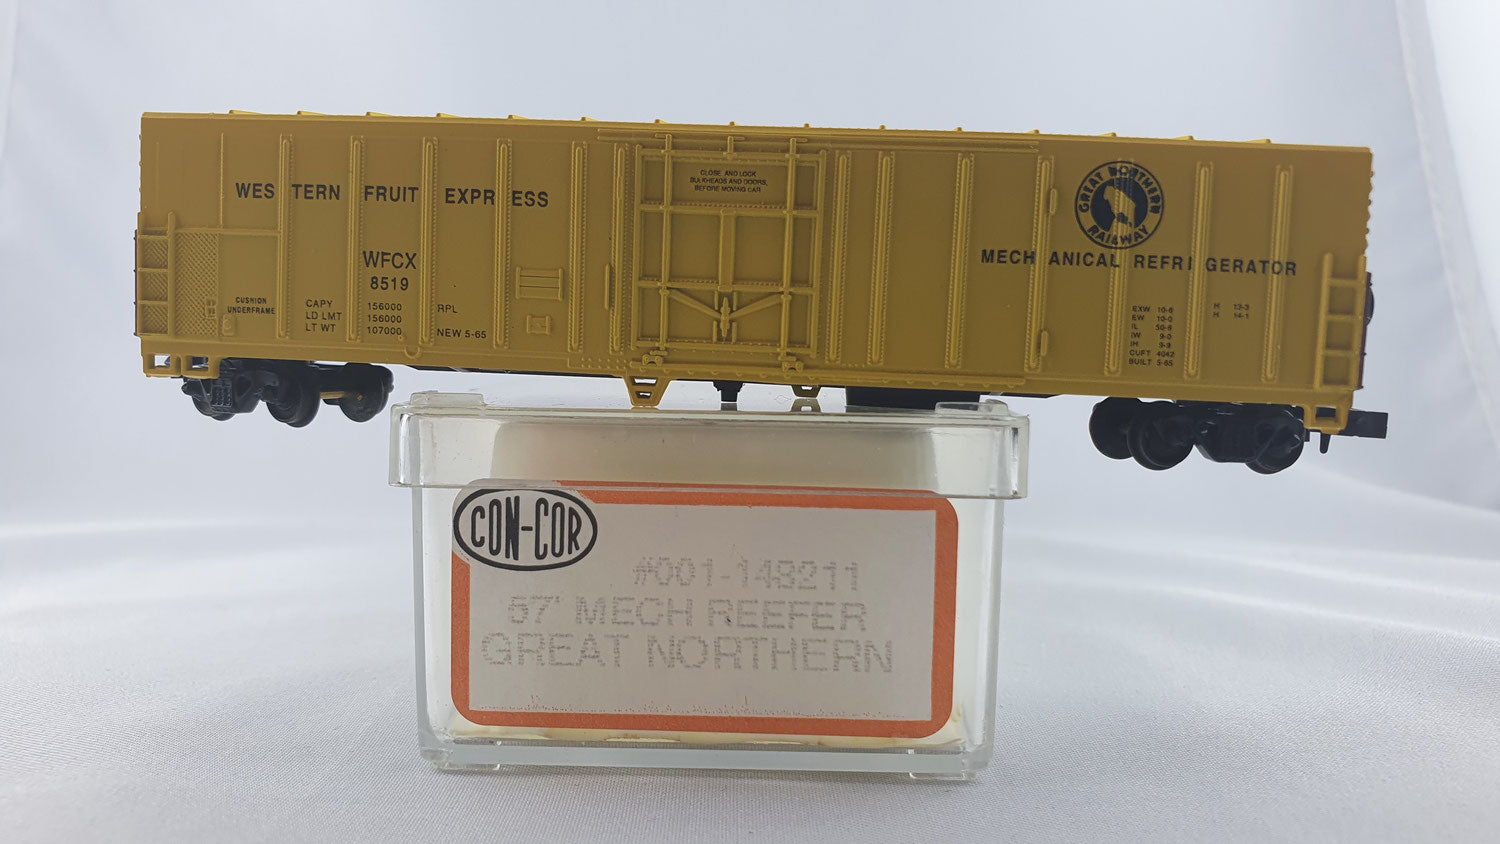 WESTERN FRUIT EXPRESS
WFCX
8519
CUSHION
UNDERFRAME
CAPY 156000 RPL
LD LMT 156000
LT WT 107000 NEW 5-65
CLOSE AND LOCK
BULKHEADS AND DOORS,
BEFORE MOVING CAR
GREAT NORTHERN
RAILWAY
MECHANICAL REFRIGERATOR
EXW 10-6 H 13-3
EW 10-0 H 14-1
IL 50-6
IW 9-0
IH 9-9
CUFT 4042
BUILT 5-65
CON-COR
#001-148211
57' MECH REEFER
GREAT NORTHERN